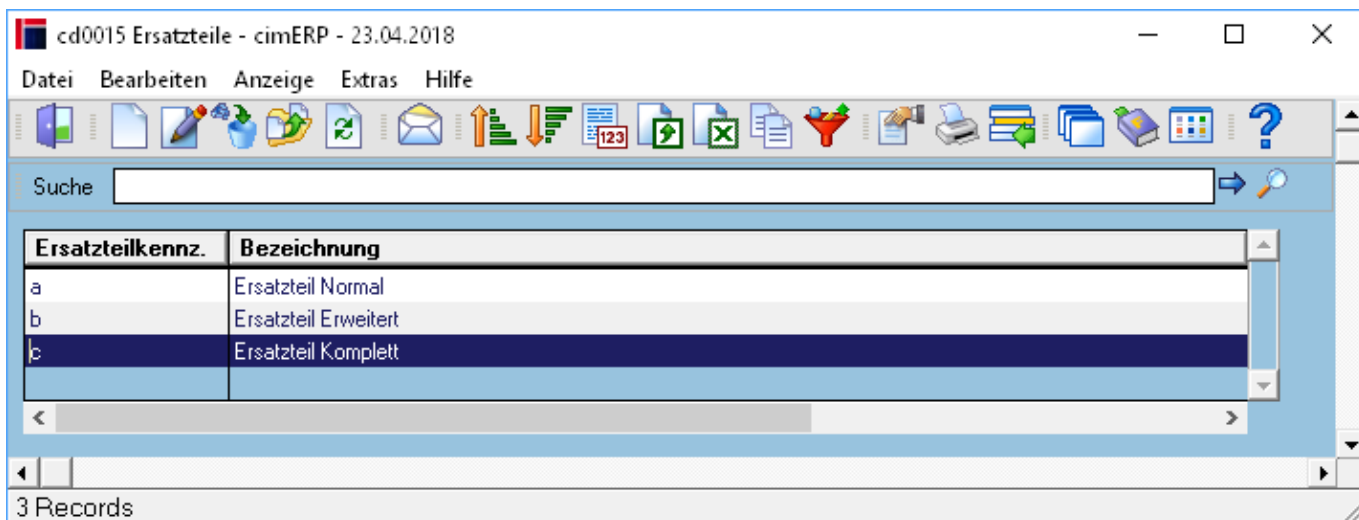 cd0015 Ersatzteile - cimERP - 23.04.2018
Datei Bearbeiten Anzeige Extras Hilfe
123
Suche
Ersatzteilkennz. Bezeichnung
a Ersatzteil Normal
b Ersatzteil Erweitert
c Ersatzteil Komplett
3 Records